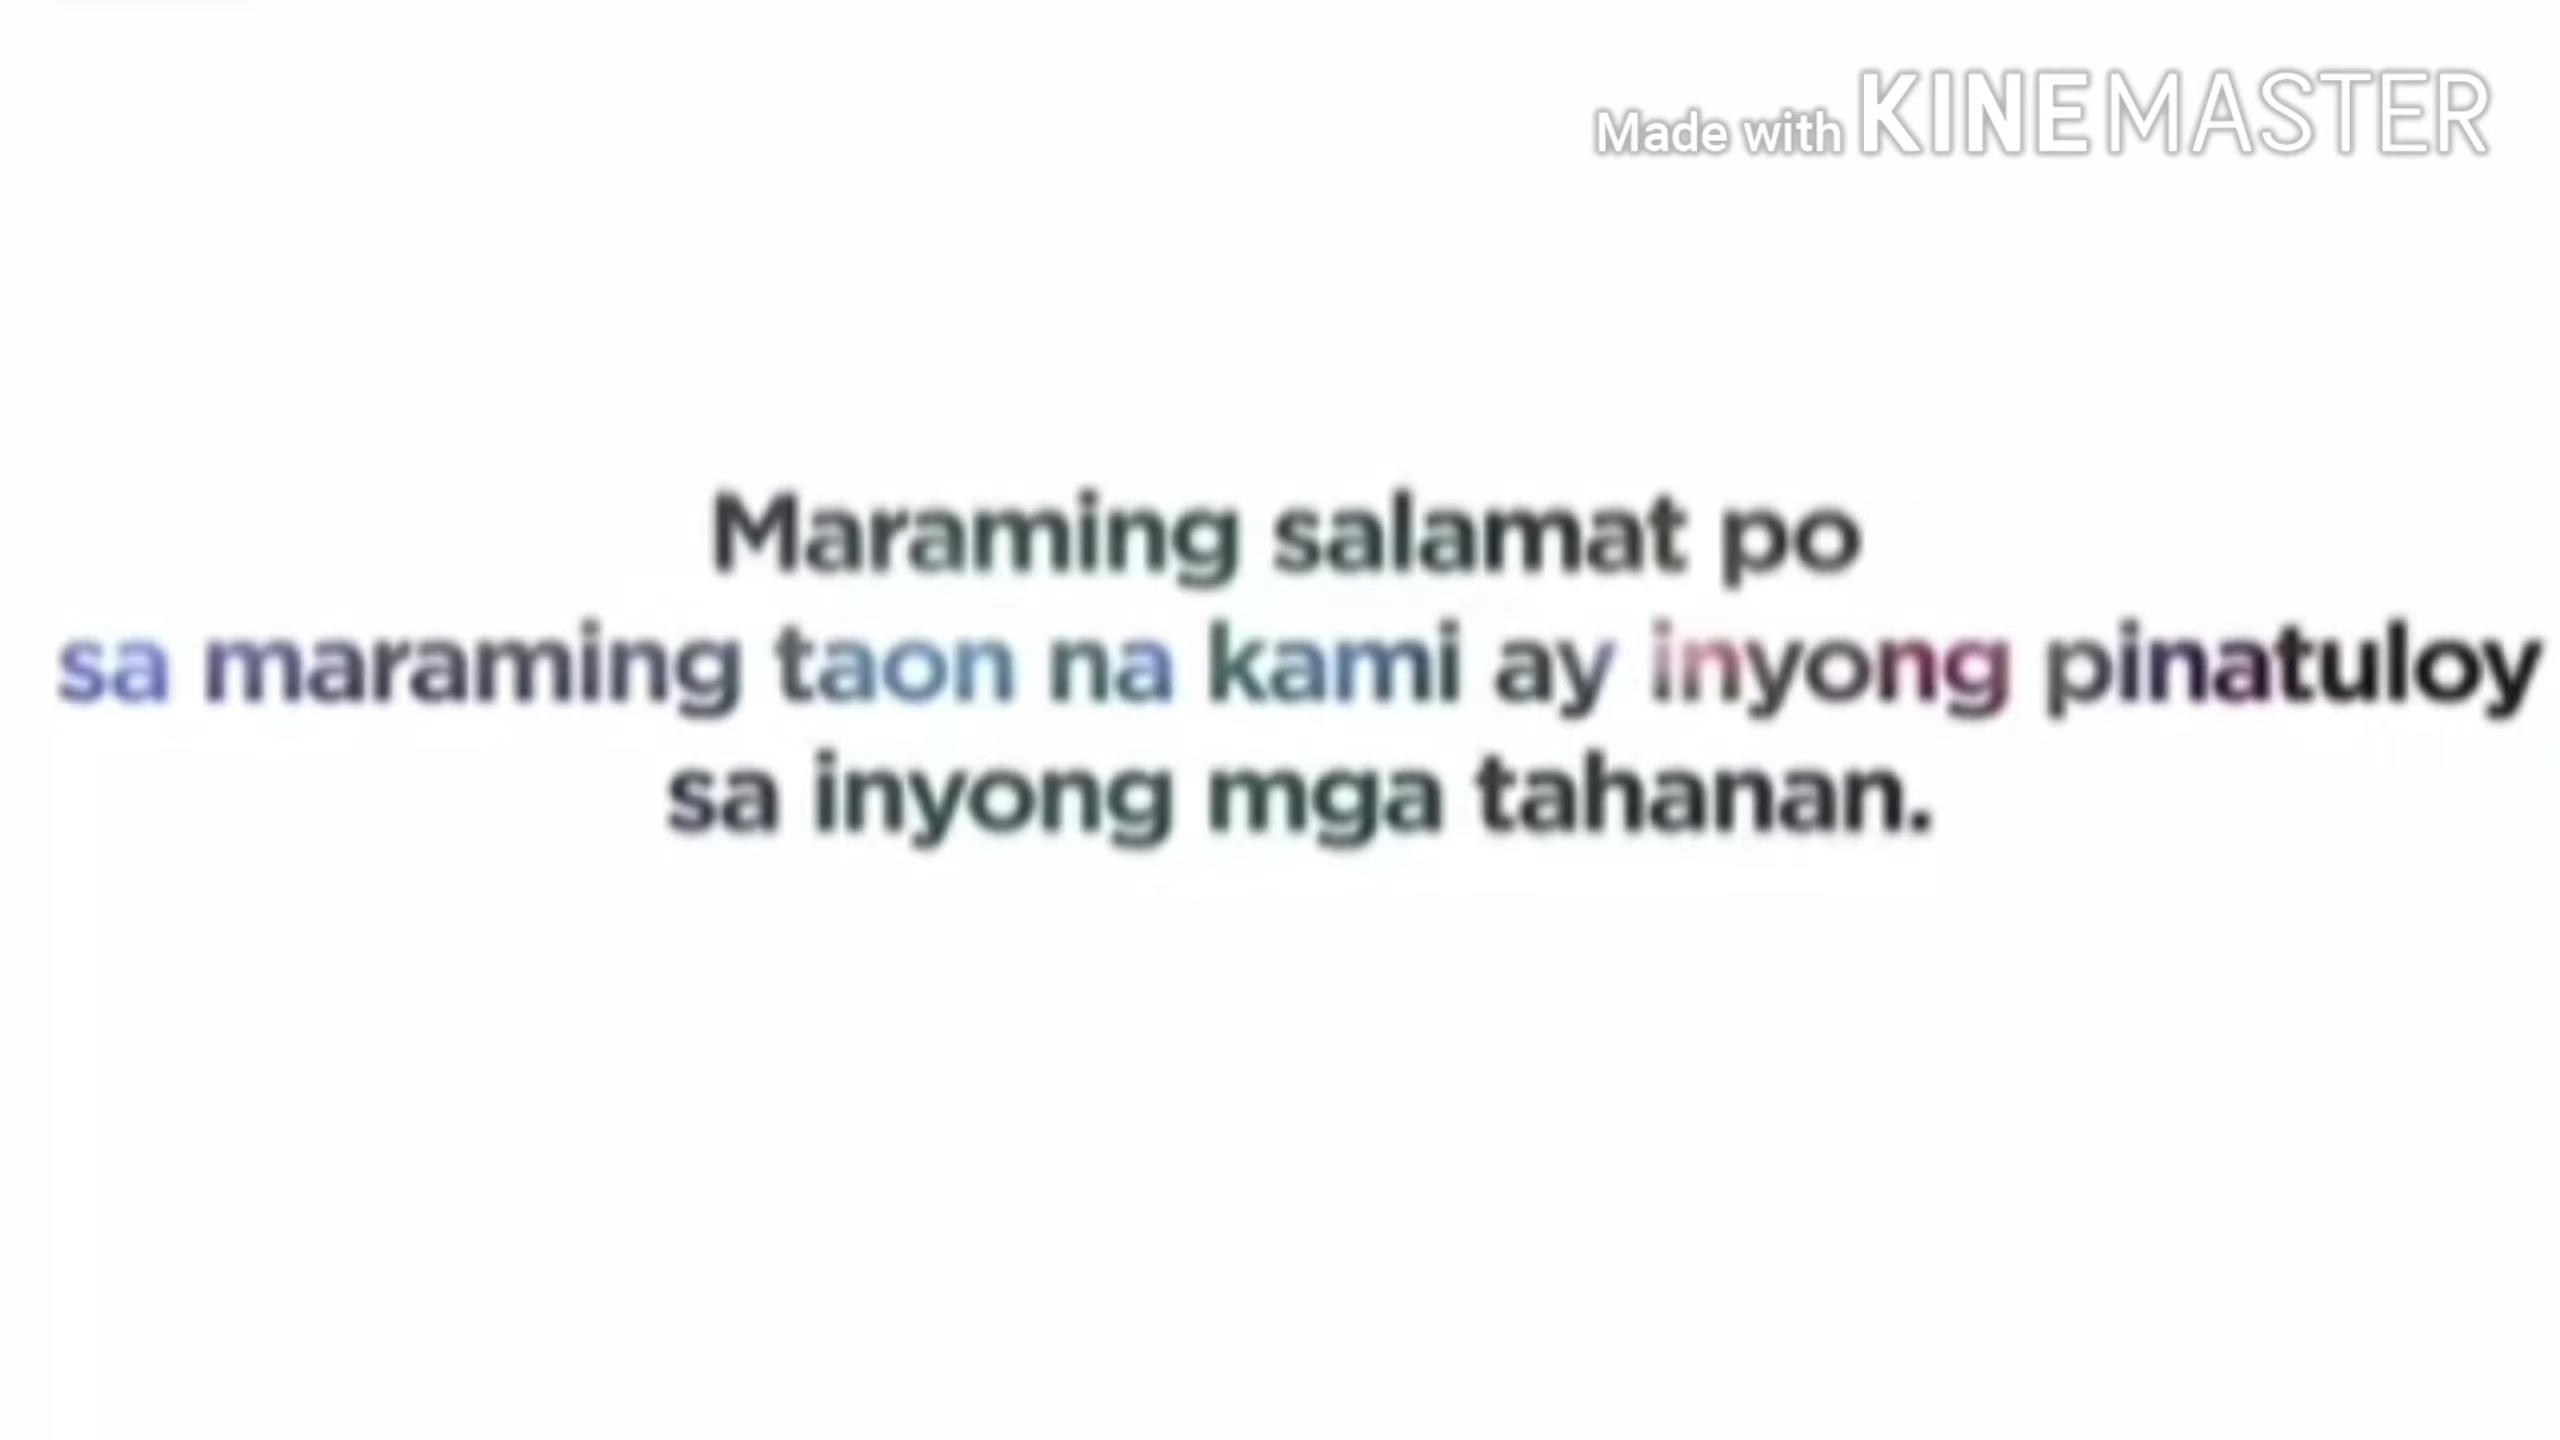 Made with KINEMASTER
Maraming salamat po
sa maraming taon na kami ay inyong pinatuloy
sa inyong mga tahanan.